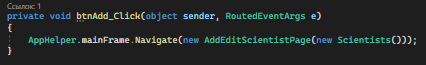 Ссылок: 1
private void btnAdd_Click(object sender, RoutedEventArgs e)
{
AppHelper.mainFrame.Navigate(new AddEditScientistPage(new Scientists()));
}